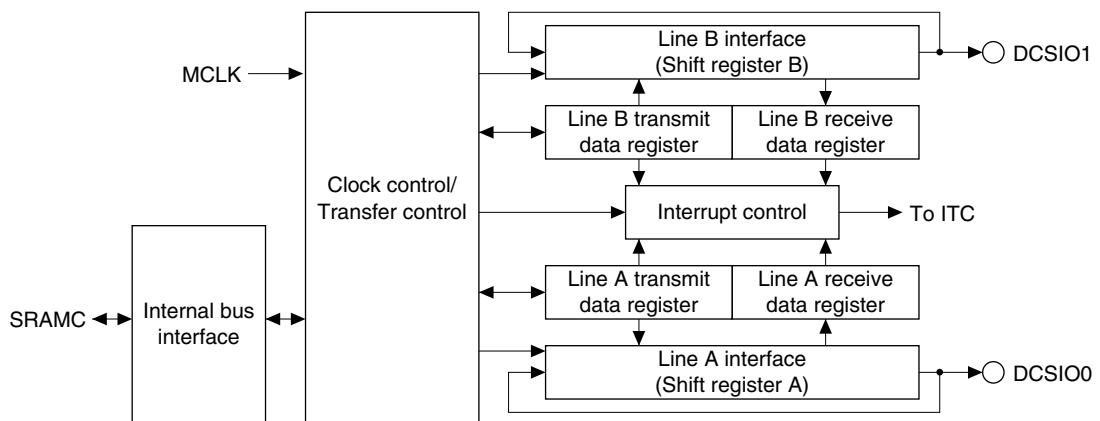 Line B interface
(Shift register B)
DCSIO1
MCLK
Line B transmit
data register
Line B receive
data register
Clock control/
Transfer control
Interrupt control
To ITC
Line A transmit
data register
Line A receive
data register
SRAMC
Internal bus
interface
Line A interface
(Shift register A)
DCSIO0